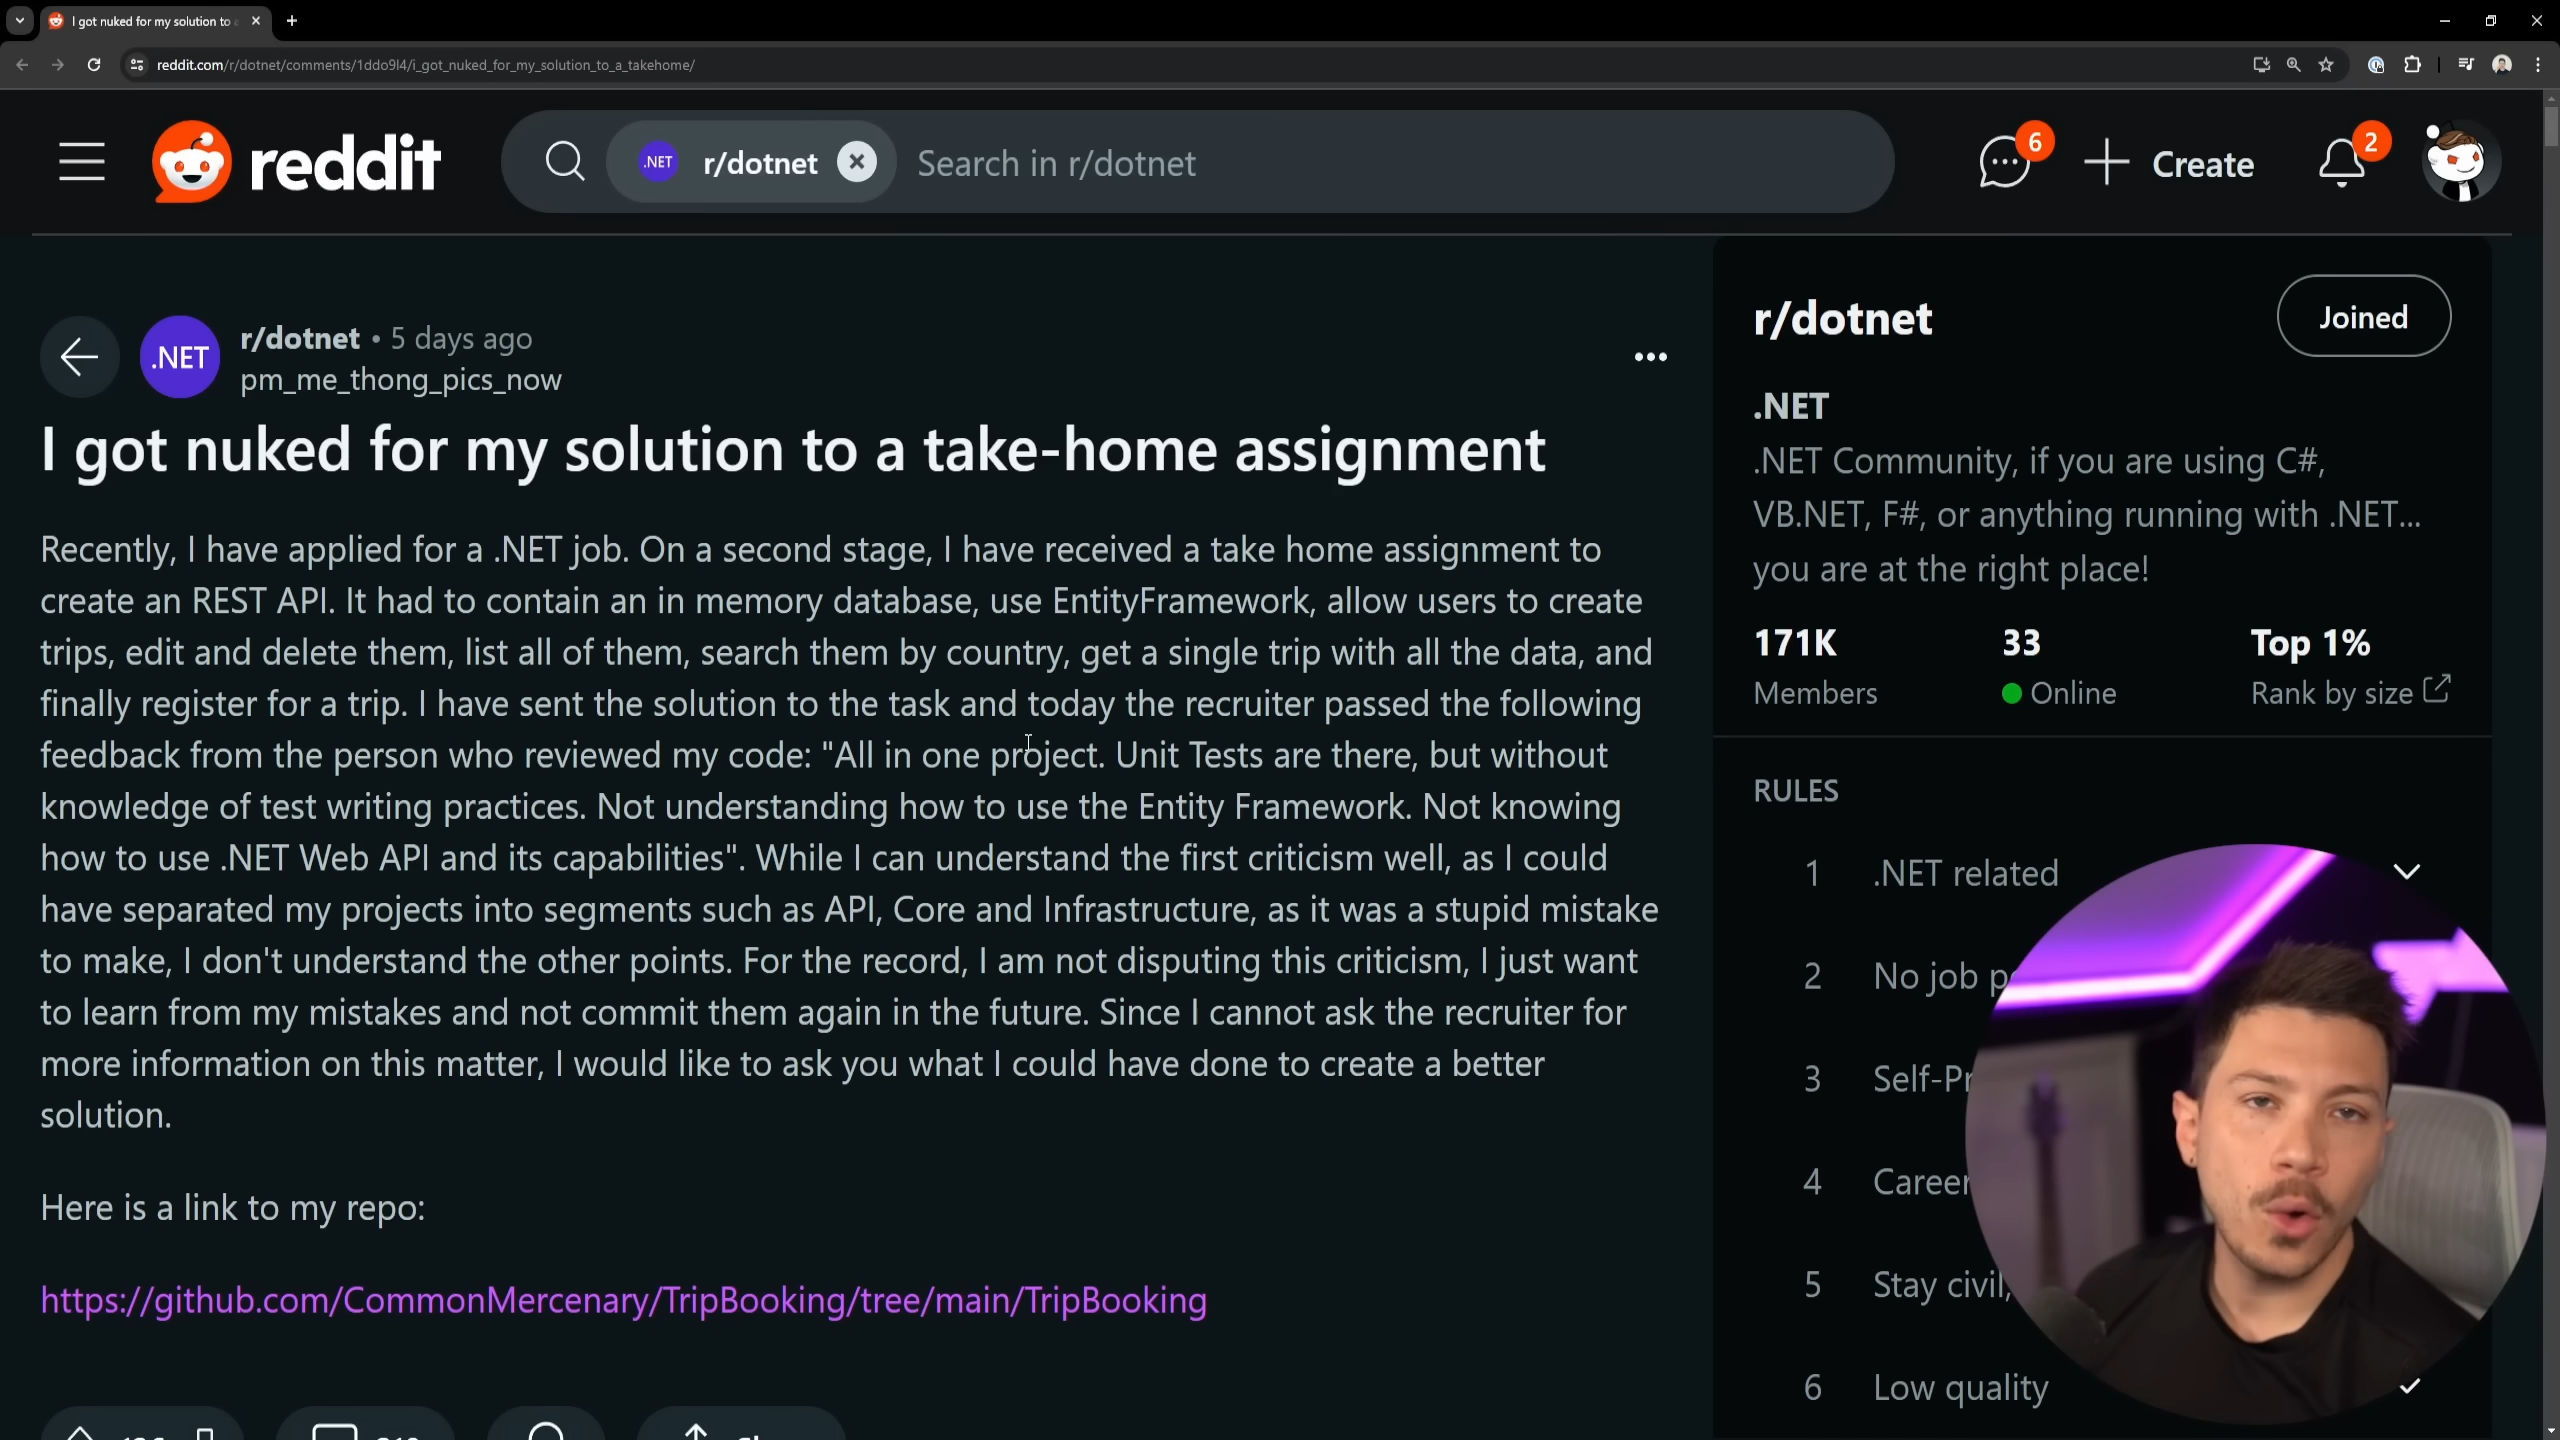 I got nuked for my solution to a
reddit.com/r/dotnet/comments/1ddo9l4/i_got_nuked_for_my_solution_to_a_takehome/
reddit
.NET r/dotnet Search in r/dotnet
6
Create
2
r/dotnet • 5 days ago
.NET
pm_me_thong_pics_now
I got nuked for my solution to a take-home assignment
Recently, I have applied for a .NET job. On a second stage, I have received a take home assignment to
create an REST API. It had to contain an in memory database, use EntityFramework, allow users to create
trips, edit and delete them, list all of them, search them by country, get a single trip with all the data, and
finally register for a trip. I have sent the solution to the task and today the recruiter passed the following
feedback from the person who reviewed my code: "All in one project. Unit Tests are there, but without
knowledge of test writing practices. Not understanding how to use the Entity Framework. Not knowing
how to use .NET Web API and its capabilities". While I can understand the first criticism well, as I could
have separated my projects into segments such as API, Core and Infrastructure, as it was a stupid mistake
to make, I don't understand the other points. For the record, I am not disputing this criticism, I just want
to learn from my mistakes and not commit them again in the future. Since I cannot ask the recruiter for
more information on this matter, I would like to ask you what I could have done to create a better
solution.
Here is a link to my repo:
https://github.com/CommonMercenary/TripBooking/tree/main/TripBooking
r/dotnet
Joined
.NET
.NET Community, if you are using C#,
VB.NET, F#, or anything running with .NET...
you are at the right place!
171K 33 Top 1%
Members Online Rank by size
RULES
1 .NET related
2 No job
3 Self-Pr
4 Career
5 Stay civil,
6 Low quality